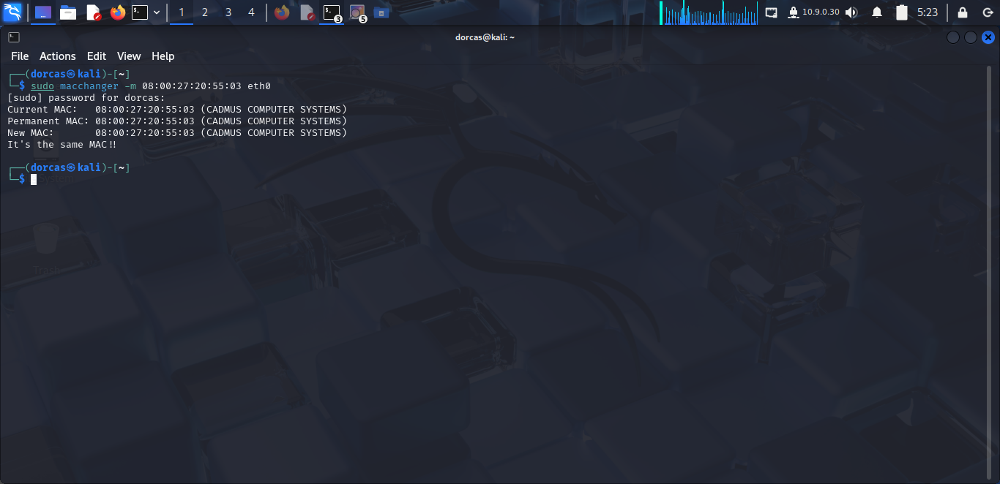 1 2 3 4 3 5 10.9.0.30 5:23
dorcas@kali: ~
File Actions Edit View Help
┌──(dorcas㉿kali)-[~]
└─$ sudo macchanger -m 08:00:27:20:55:03 eth0
[sudo] password for dorcas:
Current MAC:   08:00:27:20:55:03 (CADMUS COMPUTER SYSTEMS)
Permanent MAC: 08:00:27:20:55:03 (CADMUS COMPUTER SYSTEMS)
New MAC:       08:00:27:20:55:03 (CADMUS COMPUTER SYSTEMS)
It's the same MAC!!
┌──(dorcas㉿kali)-[~]
└─$
System
Trash